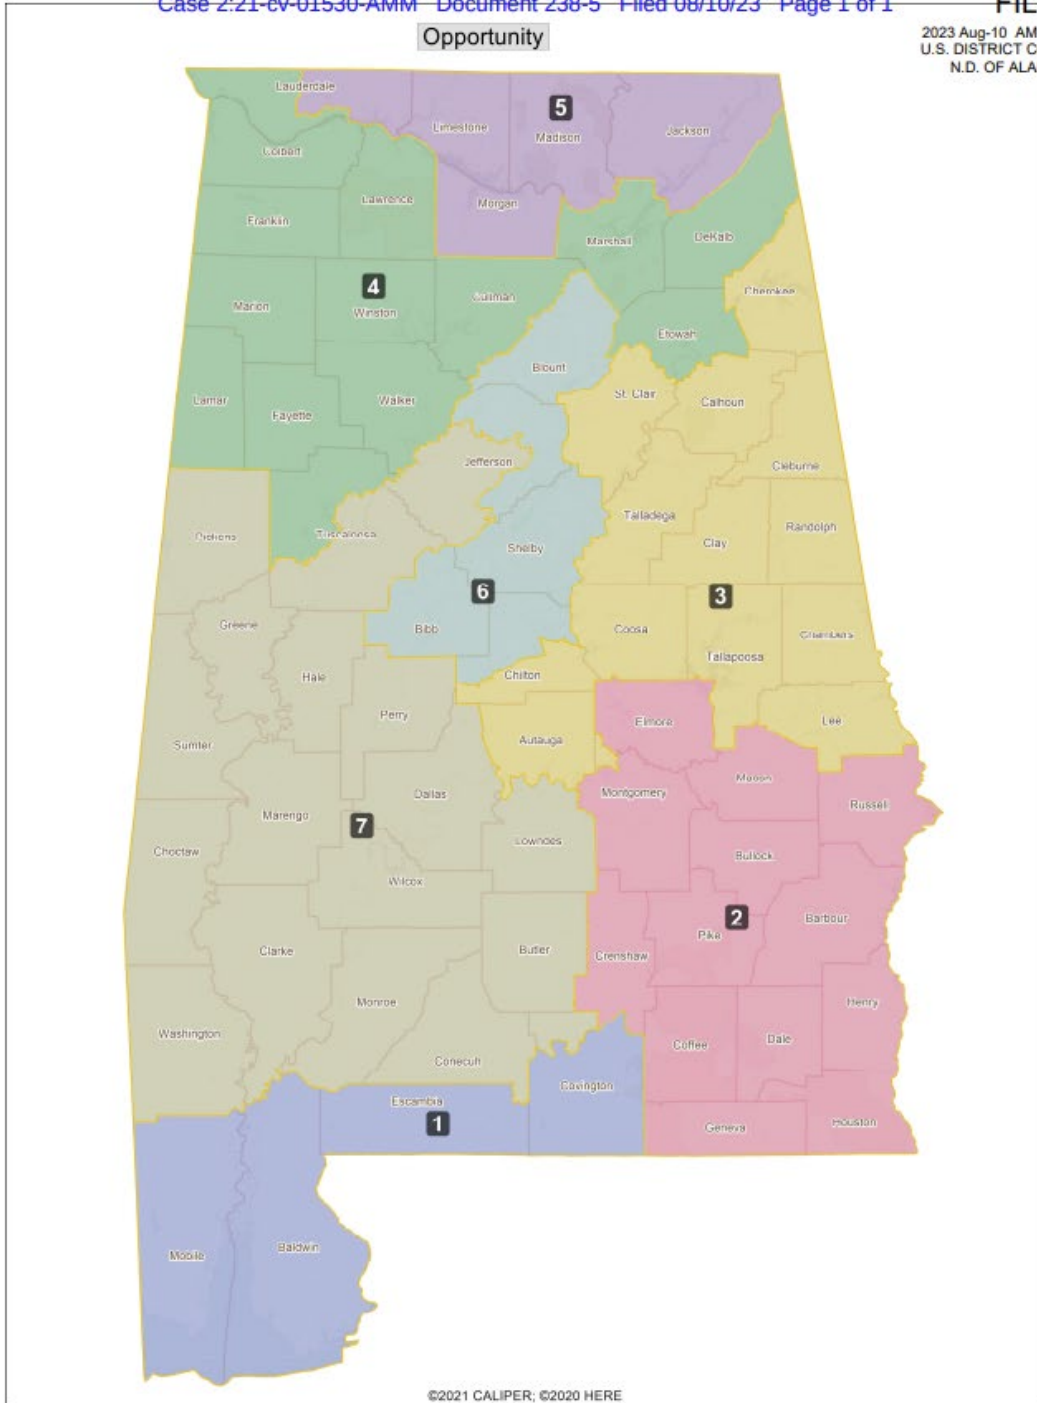 Case 2:21-cv-01530-AMM Document 238-5 Filed 08/10/23 Page 1 of 1
FIL
2023 Aug-10 AM
U.S. DISTRICT C
N.D. OF ALA
Opportunity
Lauderdale
5
Limestone
Madison
Jackson
Colbert
Lawrence
Morgan
Franklin
Marshall
DeKalb
4
Marion
Winston
Cullman
Cherokee
Etowah
Blount
St. Clair
Lamar
Fayette
Walker
Calhoun
Jefferson
Cleburne
Pickens
Tuscaloosa
Talladega
Randolph
Shelby
Clay
6
3
Greene
Bibb
Coosa
Chambers
Tallapoosa
Hale
Chilton
Perry
Elmore
Lee
Sumter
Autauga
Dallas
Montgomery
Macon
Russell
Marengo
7
Lowndes
Choctaw
Bullock
Wilcox
2
Barbour
Clarke
Butler
Pike
Crenshaw
Monroe
Henry
Washington
Coffee
Dale
Conecuh
Covington
Escambia
1
Geneva
Houston
Mobile
Baldwin
©2021 CALIPER; ©2020 HERE